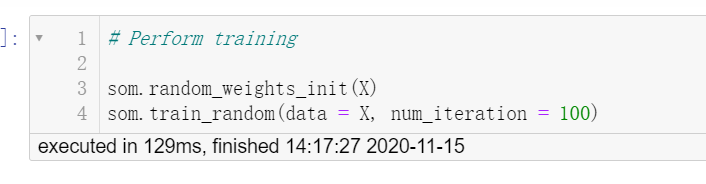 ]:
1 # Perform training
2
3 som.random_weights_init(X)
4 som.train_random(data = X, num_iteration = 100)
executed in 129ms, finished 14:17:27 2020-11-15